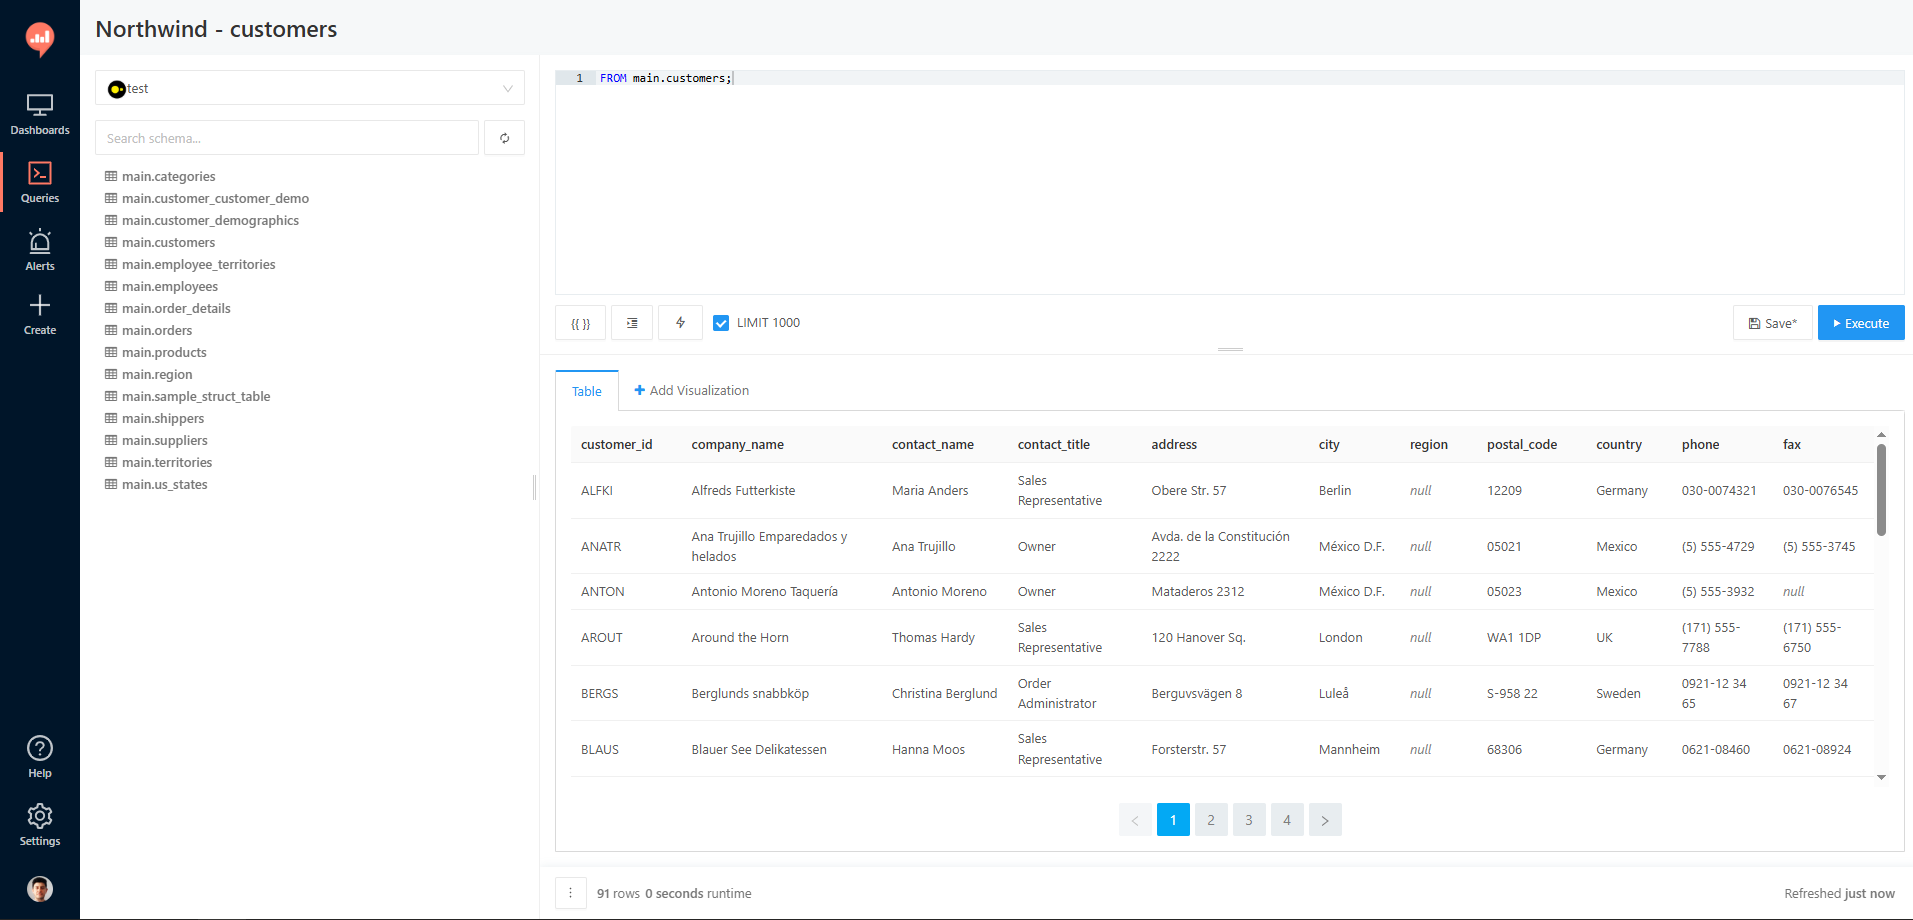 Northwind - customers
Dashboards
Queries
Alerts
Create
Help
Settings
test
Search schema...
main.categories
main.customer_customer_demo
main.customer_demographics
main.customers
main.employee_territories
main.employees
main.order_details
main.orders
main.products
main.region
main.sample_struct_table
main.shippers
main.suppliers
main.territories
main.us_states
1 FROM main.customers;
{{ }} LIMIT 1000 Save* Execute
Table Add Visualization
customer_id company_name contact_name contact_title address city region postal_code country phone fax
ALFKI Alfreds Futterkiste Maria Anders Sales Representative Obere Str. 57 Berlin null 12209 Germany 030-0074321 030-0076545
ANATR Ana Trujillo Emparedados y helados Ana Trujillo Owner Avda. de la Constitución 2222 México D.F. null 05021 Mexico (5) 555-4729 (5) 555-3745
ANTON Antonio Moreno Taquería Antonio Moreno Owner Mataderos 2312 México D.F. null 05023 Mexico (5) 555-3932 null
AROUT Around the Horn Thomas Hardy Sales Representative 120 Hanover Sq. London null WA1 1DP UK (171) 555-7788 (171) 555-6750
BERGS Berglunds snabbköp Christina Berglund Order Administrator Berguvsvägen 8 Luleå null S-958 22 Sweden 0921-12 34 65 0921-12 34 67
BLAUS Blauer See Delikatessen Hanna Moos Sales Representative Forsterstr. 57 Mannheim null 68306 Germany 0621-08460 0621-08924
< 1 2 3 4 >
91 rows 0 seconds runtime Refreshed just now